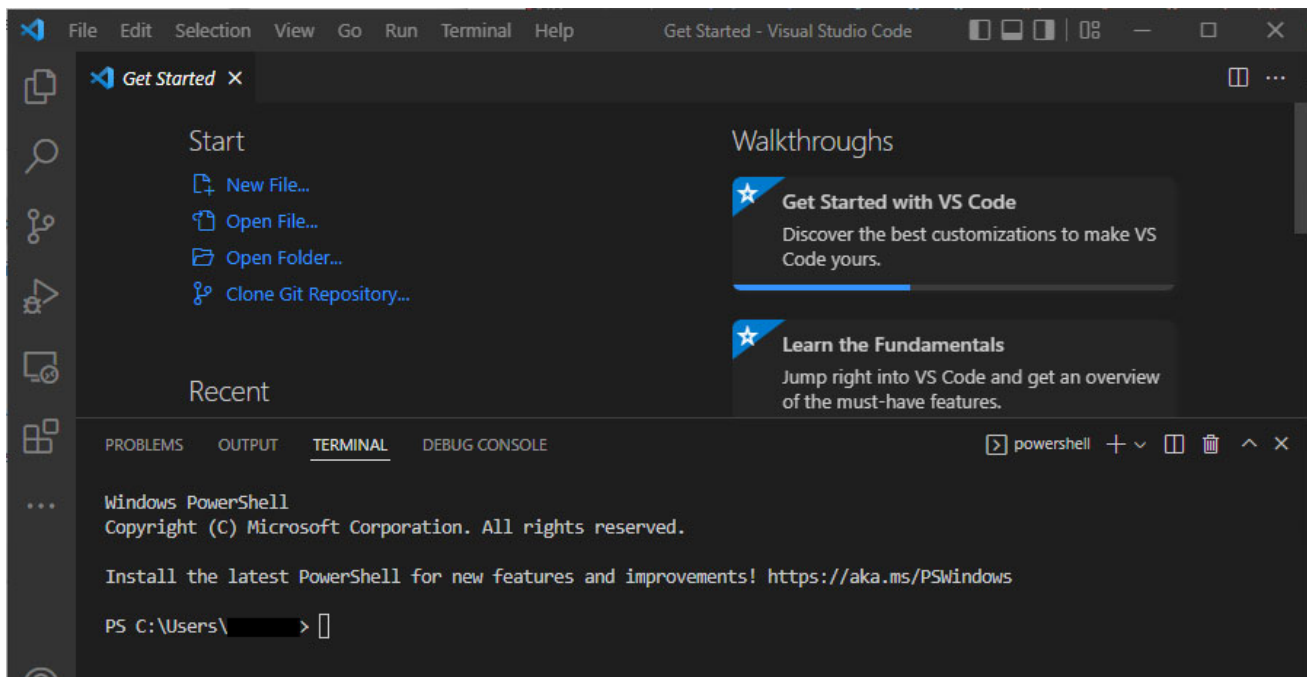 File Edit Selection View Go Run Terminal Help Get Started - Visual Studio Code
Get Started
Start
New File...
Open File...
Open Folder...
Clone Git Repository...
Recent
Walkthroughs
Get Started with VS Code
Discover the best customizations to make VS
Code yours.
Learn the Fundamentals
Jump right into VS Code and get an overview
of the must-have features.
PROBLEMS OUTPUT TERMINAL DEBUG CONSOLE powershell
Windows PowerShell
Copyright (C) Microsoft Corporation. All rights reserved.
Install the latest PowerShell for new features and improvements! https://aka.ms/PSWindows
PS C:\Users\ >